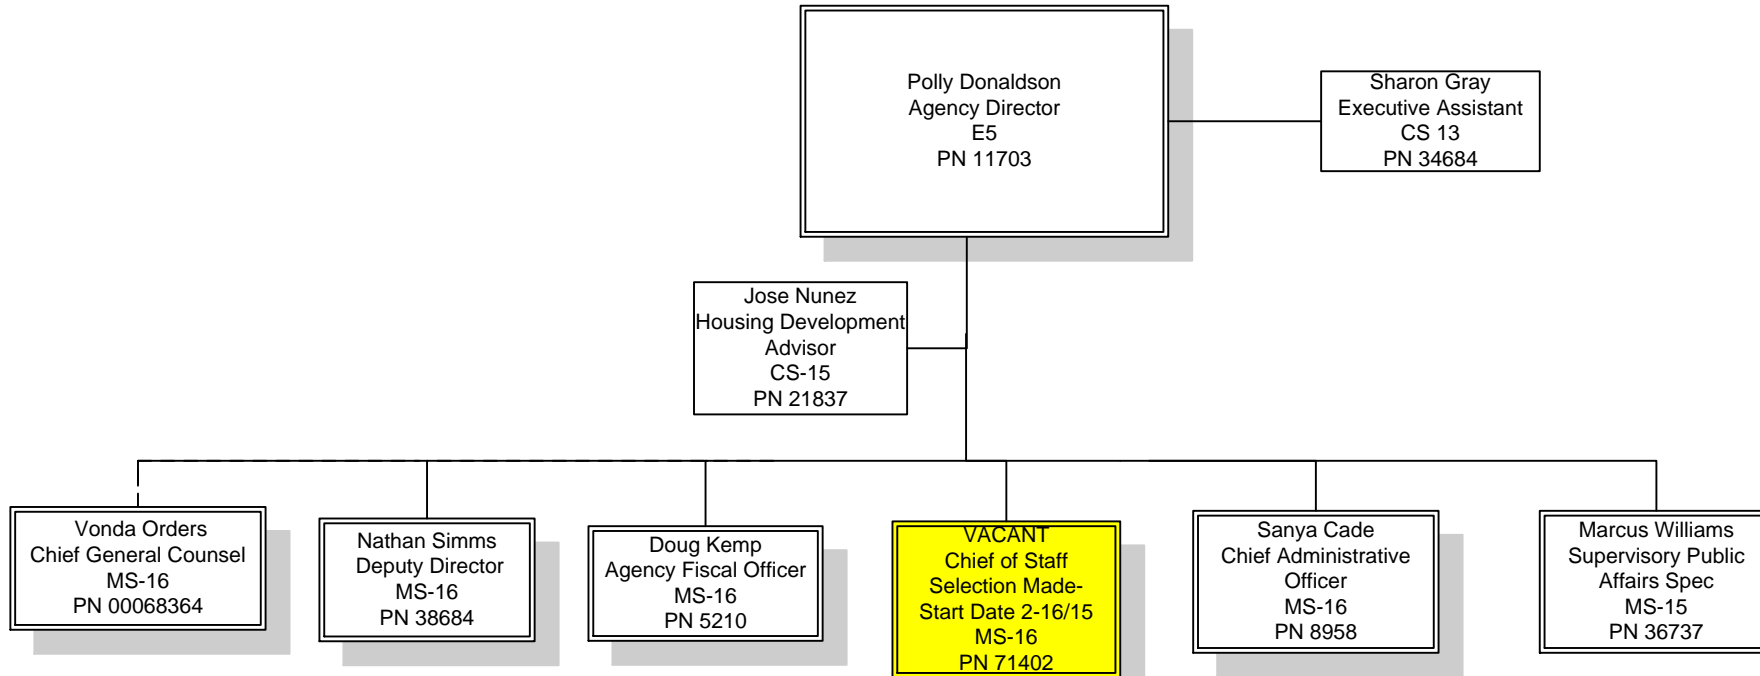 Polly Donaldson
Agency Director
E5
PN 11703
Sharon Gray
Executive Assistant
CS 13
PN 34684
Jose Nunez
Housing Development
Advisor
CS-15
PN 21837
Vonda Orders
Chief General Counsel
MS-16
PN 00068364
Nathan Simms
Deputy Director
MS-16
PN 38684
Doug Kemp
Agency Fiscal Officer
MS-16
PN 5210
VACANT
Chief of Staff
Selection Made-
Start Date 2-16/15
MS-16
PN 71402
Sanya Cade
Chief Administrative
Officer
MS-16
PN 8958
Marcus Williams
Supervisory Public
Affairs Spec
MS-15
PN 36737